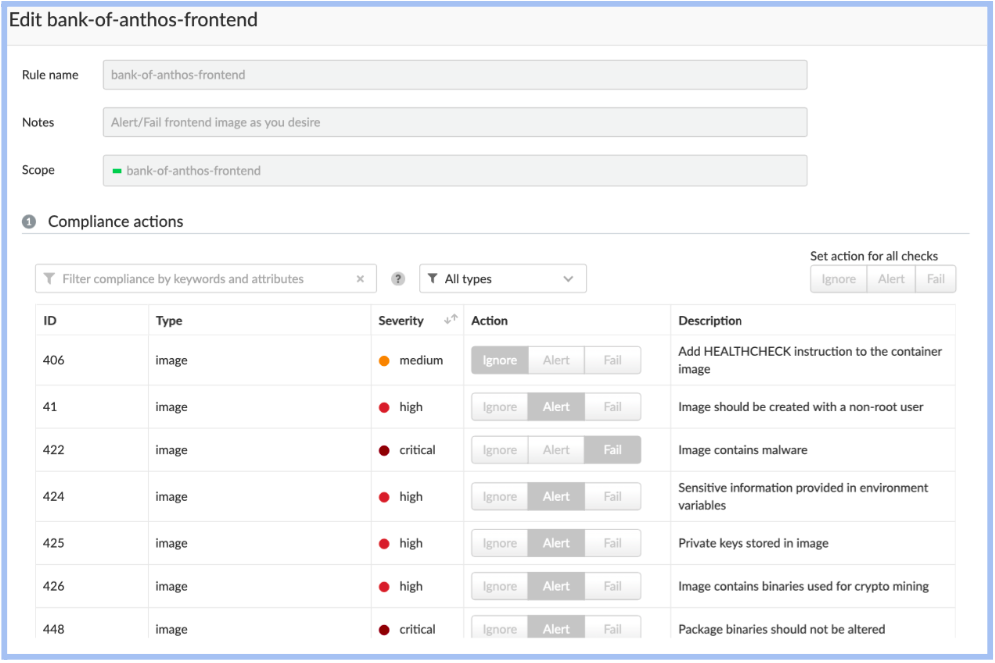 Edit bank-of-anthos-frontend
Rule name bank-of-anthos-frontend
Notes Alert/Fail frontend image as you desire
Scope bank-of-anthos-frontend
1 Compliance actions
Set action for all checks
Filter compliance by keywords and attributes × ? All types Ignore Alert Fail
ID Type Severity Action Description
406 image medium Ignore Alert Fail Add HEALTHCHECK instruction to the container
image
41 image high Ignore Alert Fail Image should be created with a non-root user
422 image critical Ignore Alert Fail Image contains malware
424 image high Ignore Alert Fail Sensitive information provided in environment
variables
425 image high Ignore Alert Fail Private keys stored in image
426 image high Ignore Alert Fail Image contains binaries used for crypto mining
448 image critical Ignore Alert Fail Package binaries should not be altered